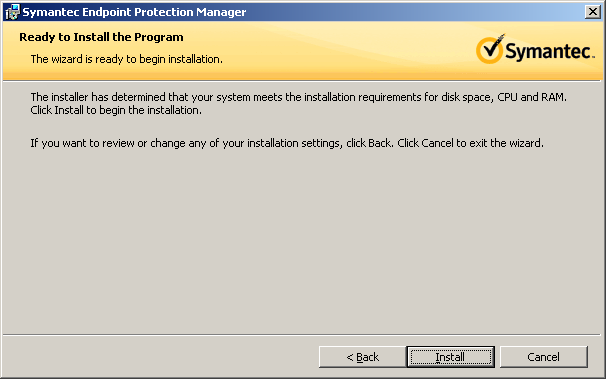 Symantec Endpoint Protection Manager
Ready to Install the Program
The wizard is ready to begin installation.
Symantec.
The installer has determined that your system meets the installation requirements for disk space, CPU and RAM.
Click Install to begin the installation.
If you want to review or change any of your installation settings, click Back. Click Cancel to exit the wizard.
< Back
Install
Cancel